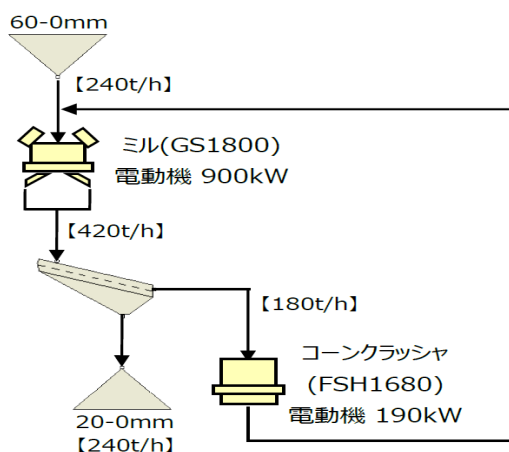 60-0mm
【240t/h】
ミル(GS1800)
電動機 900kW
【420t/h】
【180t/h】
コーンクラッシャ
(FSH1680)
電動機 190kW
20-0mm
【240t/h】